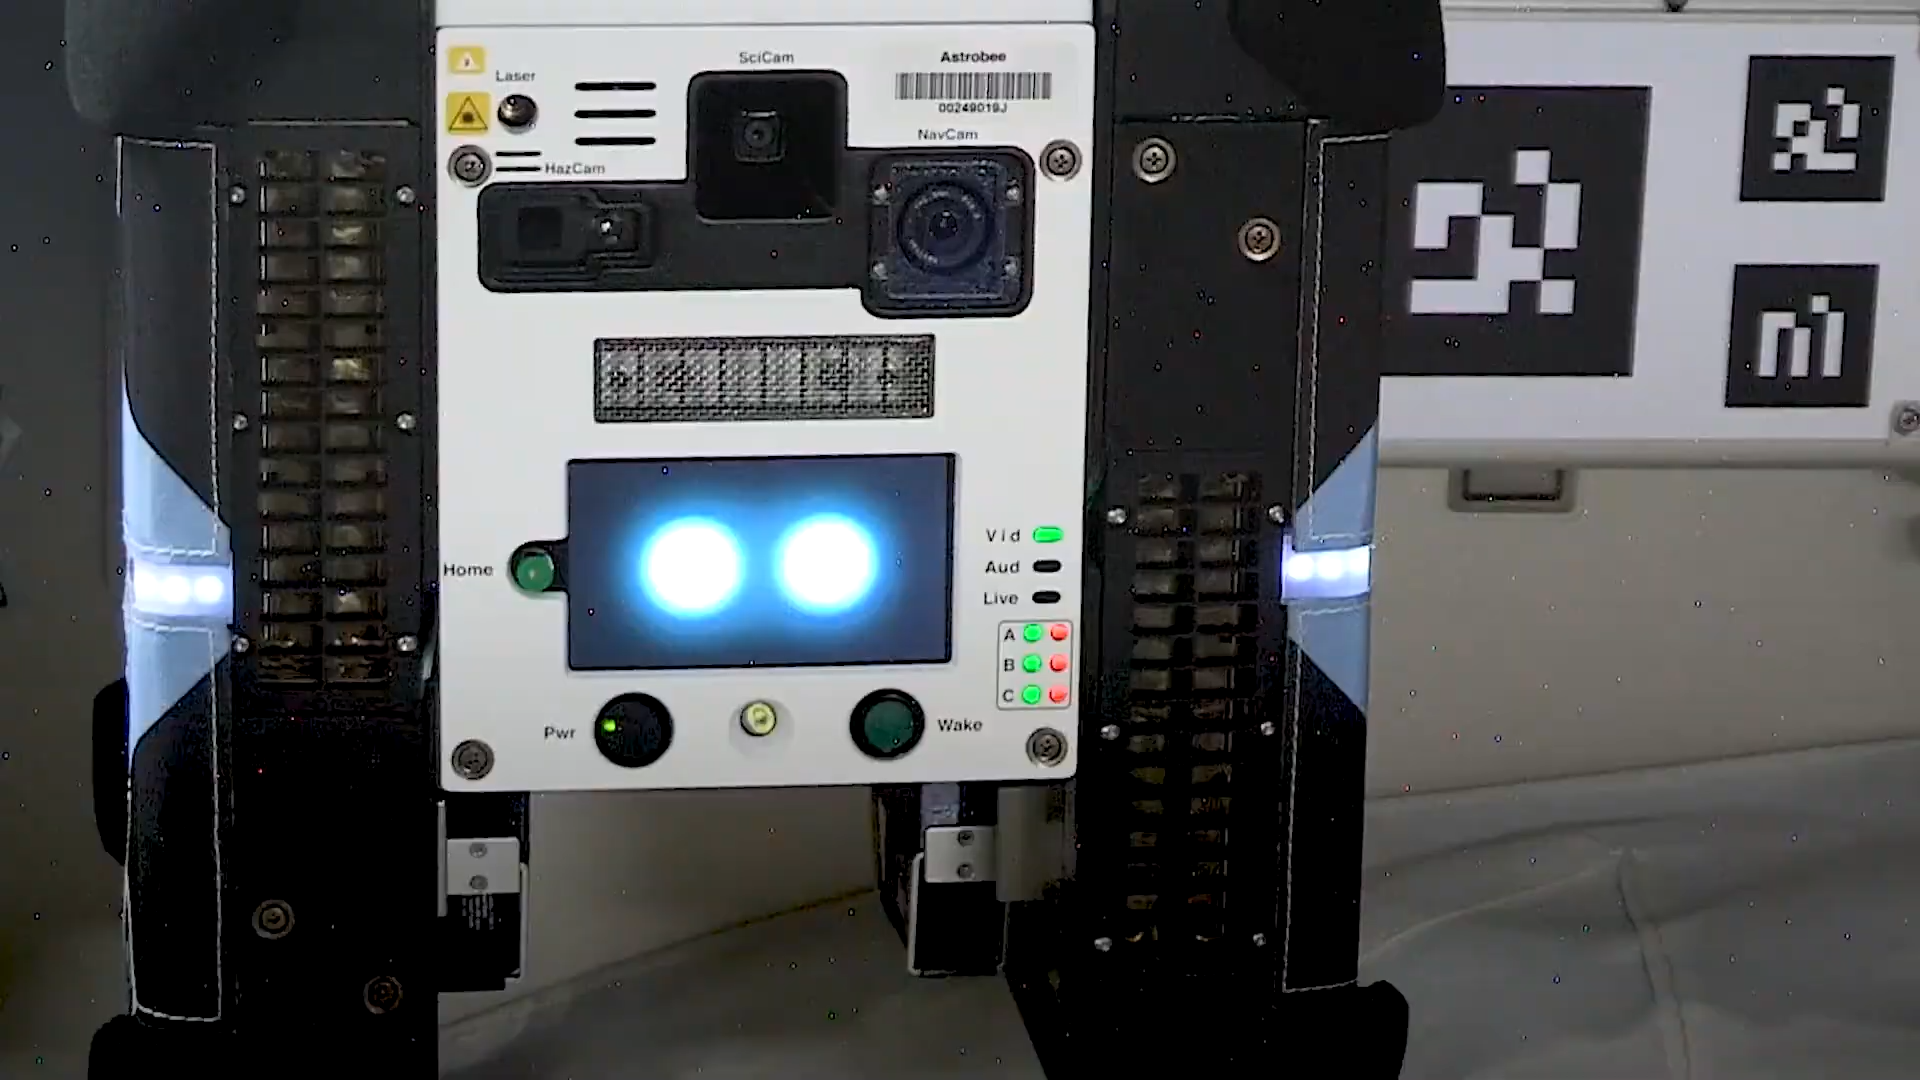 SciCam
Astrobee
Laser
00249019J
NavCam
HazCam
Vid
Aud
Home
Live
A
B
C
Pwr
Wake